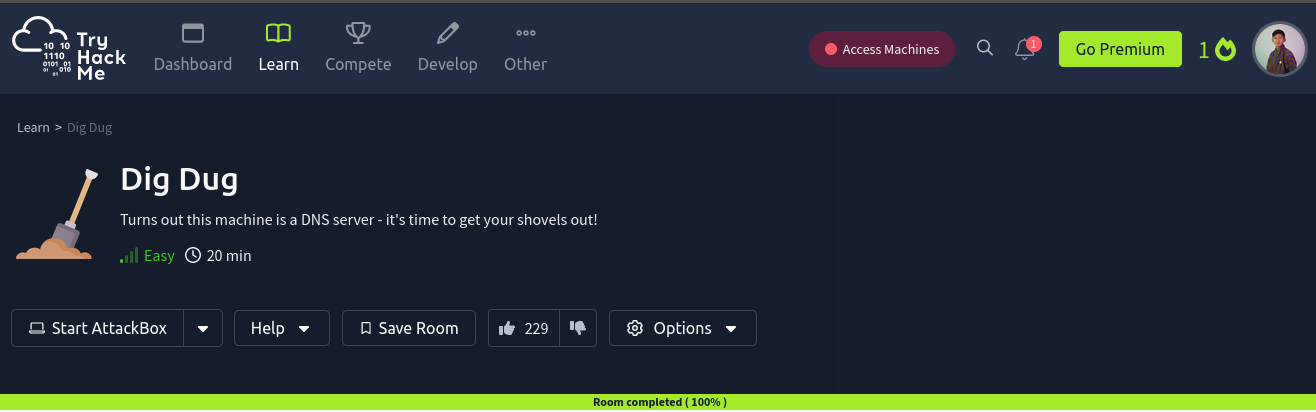 Try
Hack
Me
10 10
1110
0101 01
01 010
01
Dashboard
Learn
Compete
Develop
Other
Access Machines
1
Go Premium
1
Learn > Dig Dug
Dig Dug
Turns out this machine is a DNS server - it's time to get your shovels out!
Easy 20 min
Start AttackBox
Help
Save Room
229
Options
Room completed ( 100% )